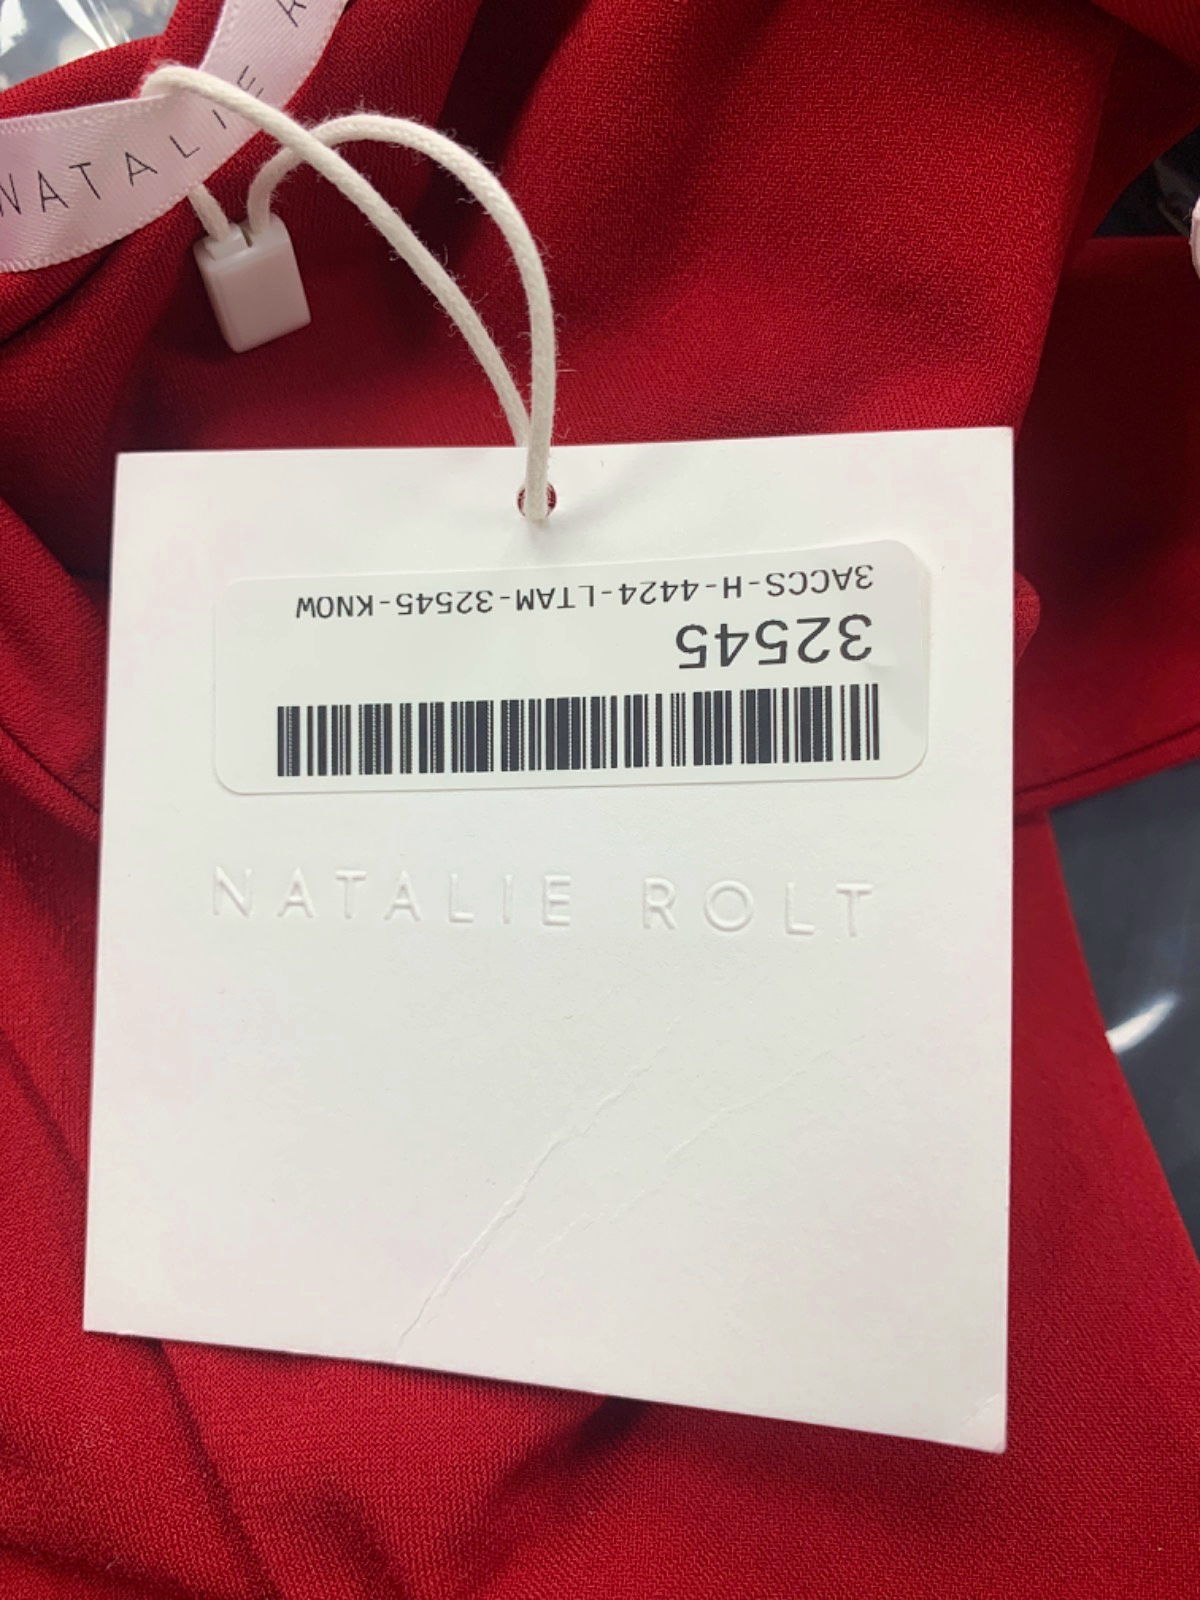 NATALIE R
3ACCS-H-4424-LTAM-32545-KNOW
32545
NATALIE ROLT